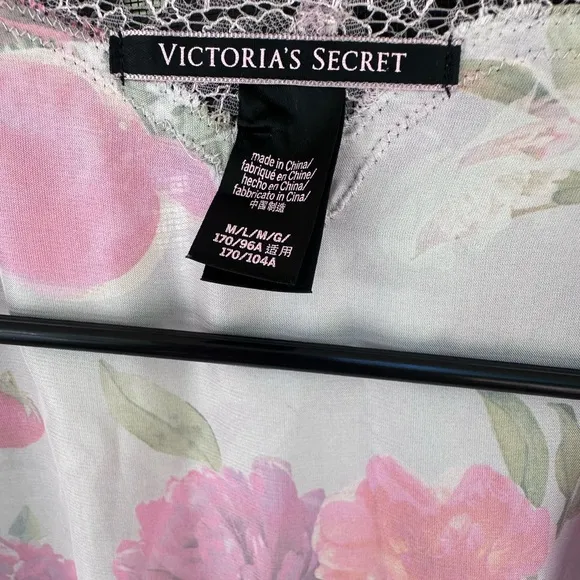 VICTORIA'S SECRET
made in China/
fabriqué en Chine/
hecho en China/
fabbricato in Cina/
中国制造
M/L/M/G/
170/96A 适用
170/104A